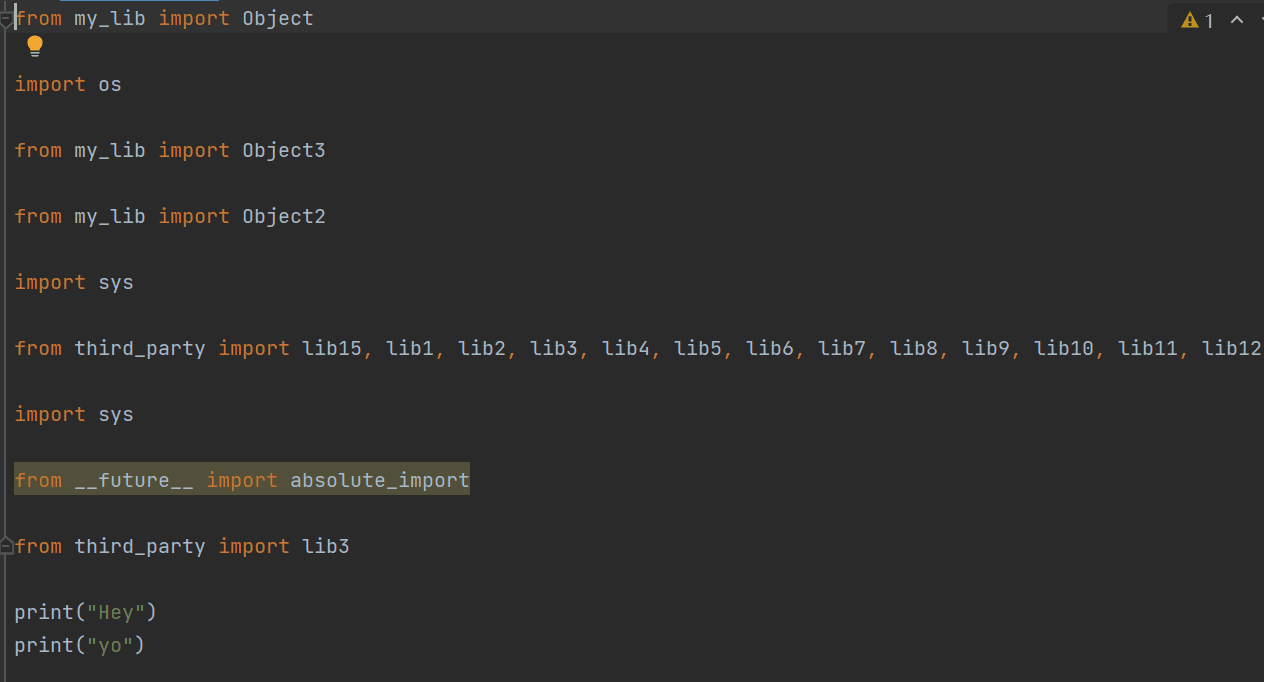 from my_lib import Object
1
import os
from my_lib import Object3
from my_lib import Object2
import sys
from third_party import lib15, lib1, lib2, lib3, lib4, lib5, lib6, lib7, lib8, lib9, lib10, lib11, lib12
import sys
from __future__ import absolute_import
from third_party import lib3
print("Hey")
print("yo")